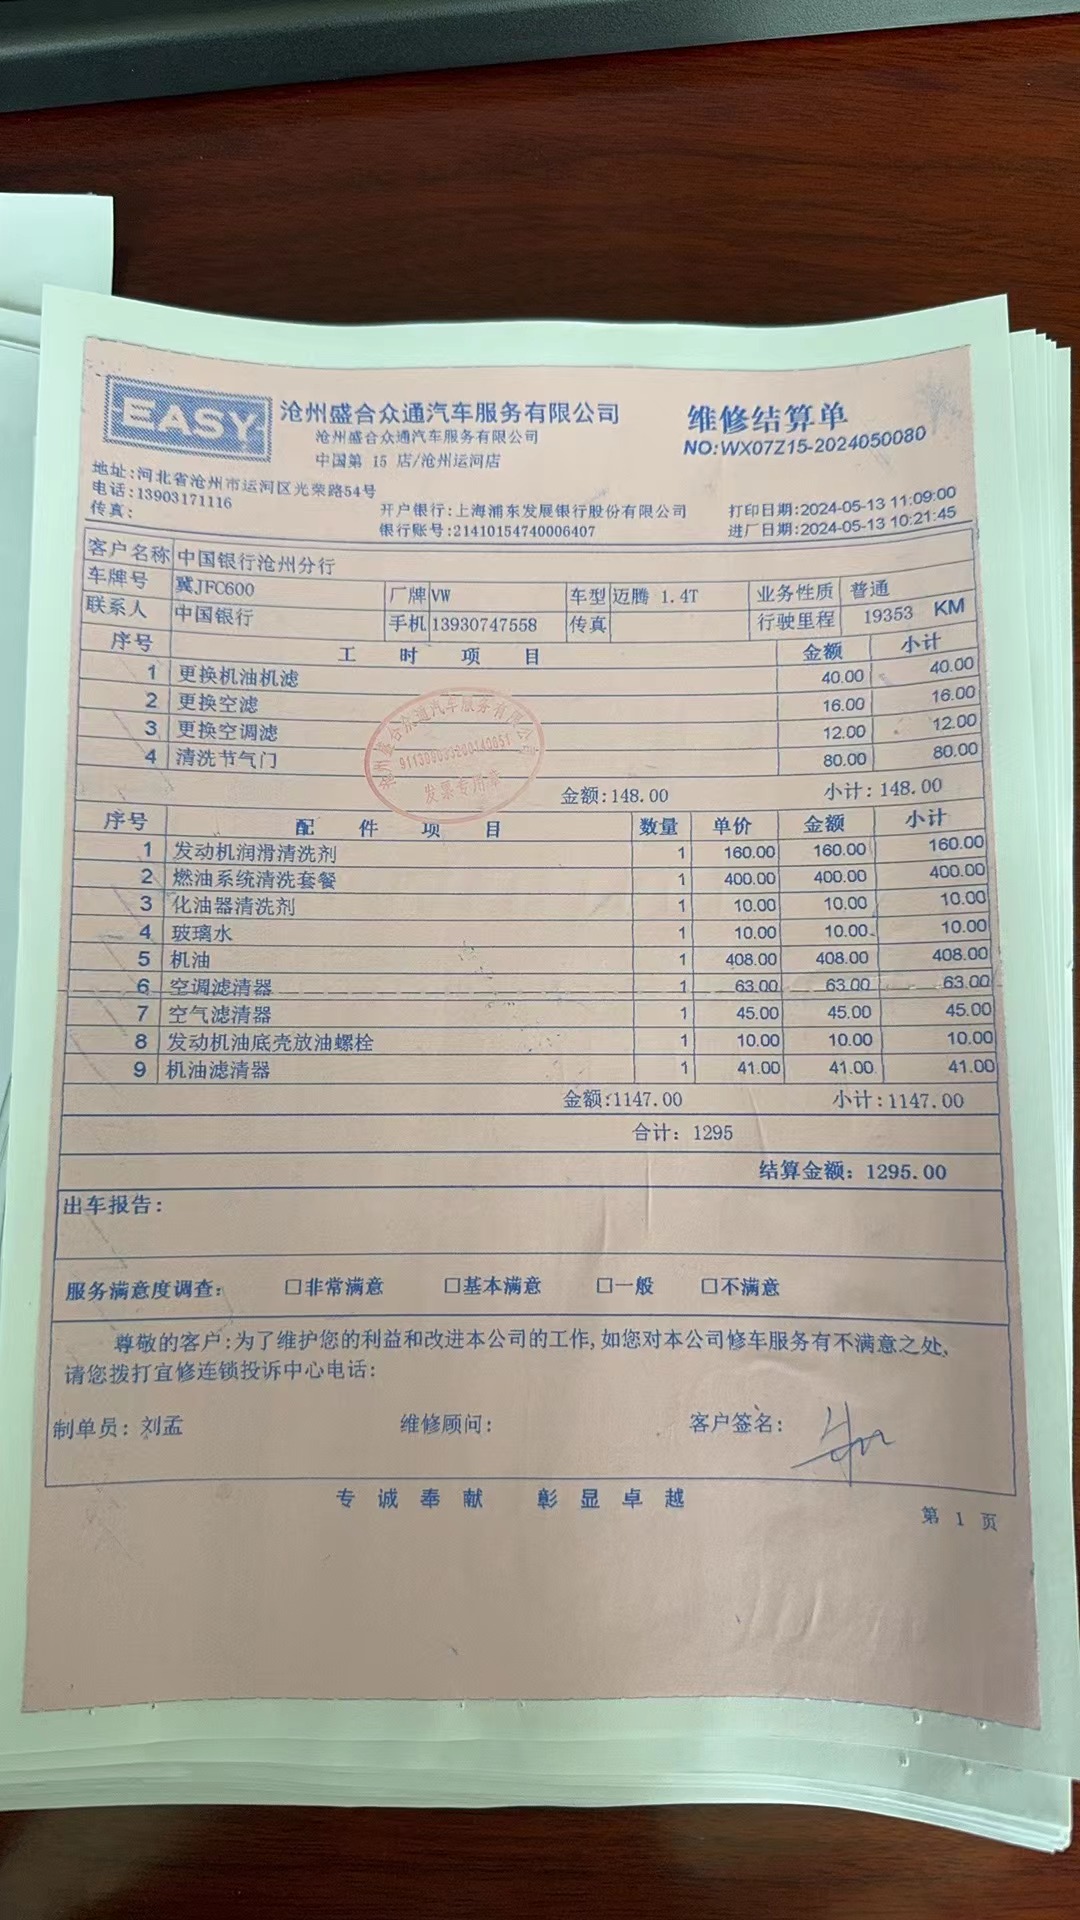 EASY
沧州盛合众通汽车服务有限公司
沧州盛合众通汽车服务有限公司
中国第 15 店/沧州运河店
维修结算单
NO:WX07Z15-2024050080
地址:河北省沧州市运河区光荣路54号
电话:13903171116
传真:
开户银行:上海浦东发展银行股份有限公司
银行账号:21410154740006407
打印日期:2024-05-13 11:09:00
进厂日期:2024-05-13 10:21:45
客户名称 中国银行沧州分行
车牌号 冀JFC600 厂牌 VW 车型 迈腾 1.4T 业务性质 普通
联系人 中国银行 手机 13930747558 传真 行驶里程 19353 KM
序号 工时项目 金额 小计
1 更换机油机滤 40.00 40.00
2 更换空滤 16.00 16.00
3 更换空调滤 12.00 12.00
4 清洗节气门 80.00 80.00
沧州盛合众通汽车服务有限公司
发票专用章
金额:148.00 小计:148.00
序号 配件项目 数量 单价 金额 小计
1 发动机润滑清洗剂 1 160.00 160.00 160.00
2 燃油系统清洗套餐 1 400.00 400.00 400.00
3 化油器清洗剂 1 10.00 10.00 10.00
4 玻璃水 1 10.00 10.00 10.00
5 机油 1 408.00 408.00 408.00
6 空调滤清器 1 63.00 63.00 63.00
7 空气滤清器 1 45.00 45.00 45.00
8 发动机油底壳放油螺栓 1 10.00 10.00 10.00
9 机油滤清器 1 41.00 41.00 41.00
金额:1147.00 小计:1147.00
合计: 1295
结算金额: 1295.00
出车报告:
服务满意度调查: □非常满意 □基本满意 □一般 □不满意
尊敬的客户:为了维护您的利益和改进本公司的工作,如您对本公司修车服务有不满意之处,
请您拨打宜修连锁投诉中心电话:
制单员: 刘孟 维修顾问: 客户签名:
专诚奉献 彰显卓越
第 1 页